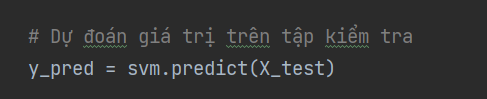 # Dự đoán giá trị trên tập kiểm tra
y_pred = svm.predict(X_test)